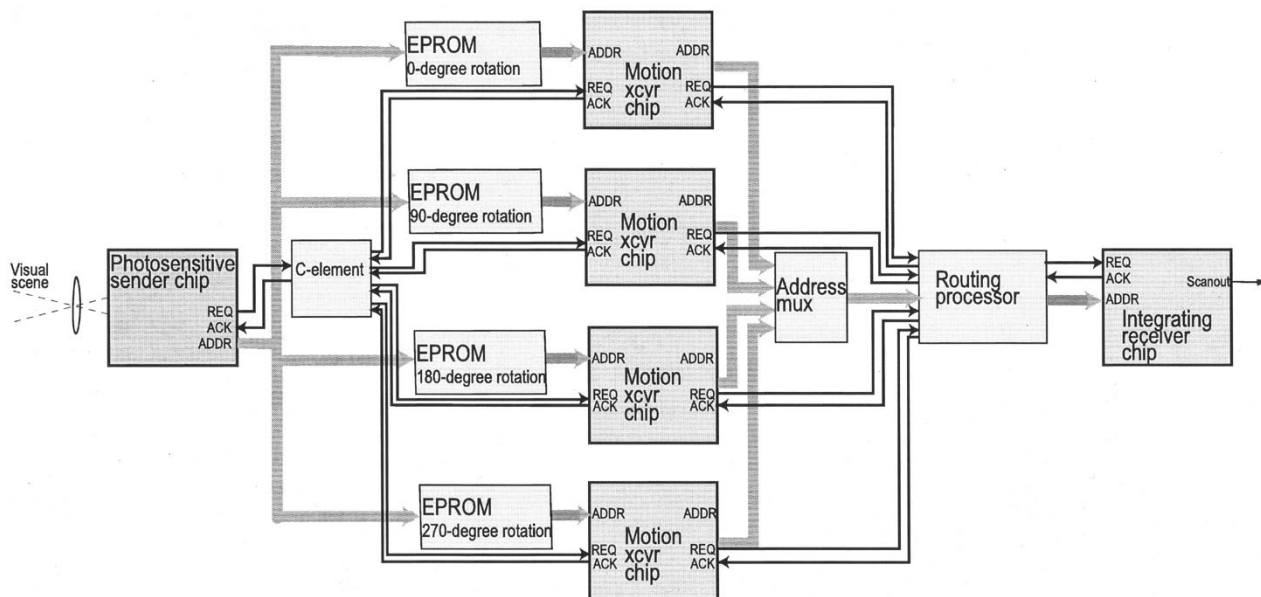 EPROM
0-degree rotation
ADDR
REQ
ACK
Motion
xcvr
chip
ADDR
REQ
ACK
EPROM
90-degree rotation
ADDR
REQ
ACK
Motion
xcvr
chip
ADDR
REQ
ACK
Visual
scene
Photosensitive
sender chip
REQ
ACK
ADDR
C-element
Address
mux
Routing
processor
REQ
ACK
ADDR
Scanout
Integrating
receiver
chip
EPROM
180-degree rotation
ADDR
REQ
ACK
Motion
xcvr
chip
ADDR
REQ
ACK
EPROM
270-degree rotation
ADDR
REQ
ACK
Motion
xcvr
chip
ADDR
REQ
ACK